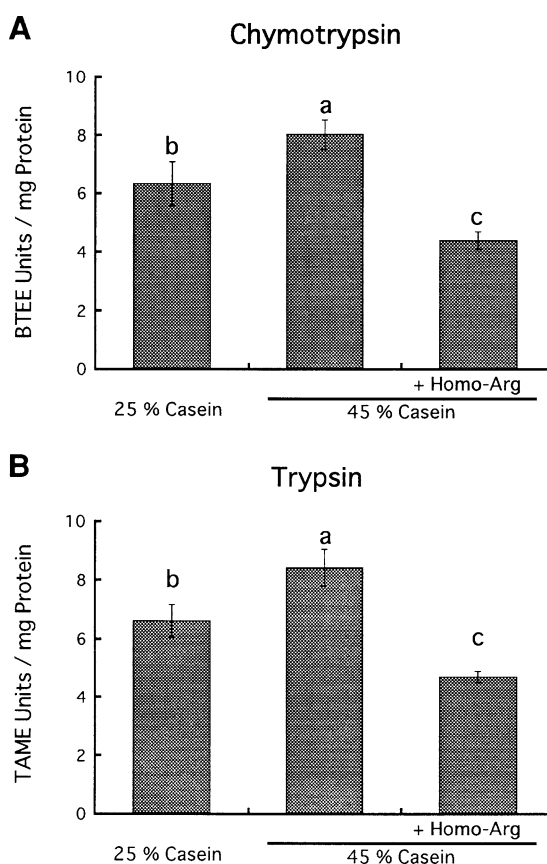 A
Chymotrypsin
BTEE Units / mg Protein
10
8
6
4
2
0
b
a
c
+ Homo-Arg
25 % Casein
45 % Casein
B
Trypsin
TAME Units / mg Protein
10
8
6
4
2
0
b
a
c
+ Homo-Arg
25 % Casein
45 % Casein